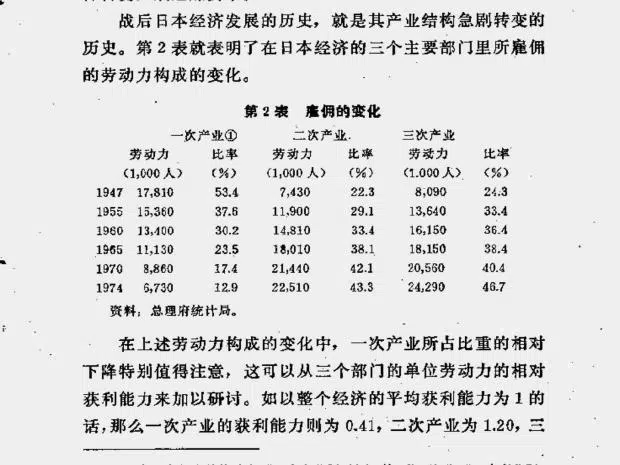 战后日本经济发展的历史，就是其产业结构急剧转变的
历史。第2表就表明了在日本经济的三个主要部门里所雇佣
的劳动力构成的变化。
第2表 雇佣的变化
一次产业① 二次产业 三次产业
劳动力 比率 劳动力 比率 劳动力 比率
(1,000人) (%) (1,000人) (%) (1.000人) (%)
1947 17,810 53.4 7,430 22.3 8,090 24.3
1955 15,360 37.6 11,900 29.1 13,640 33.4
1960 13,400 30.2 14,810 33.4 16,150 36.4
1965 11,130 23.5 18,010 38.1 18,150 38.4
1970 8,860 17.4 21,440 42.1 20,560 40.4
1974 6,730 12.9 22,510 43.3 24,290 46.7
资料：总理府统计局。
在上述劳动力构成的变化中，一次产业所占比重的相对
下降特别值得注意，这可以从三个部门的单位劳动力的相对
获利能力来加以研讨。如以整个经济的平均获利能力为1的
话，那么一次产业的获利能力则为0.41，二次产业为1.20，三